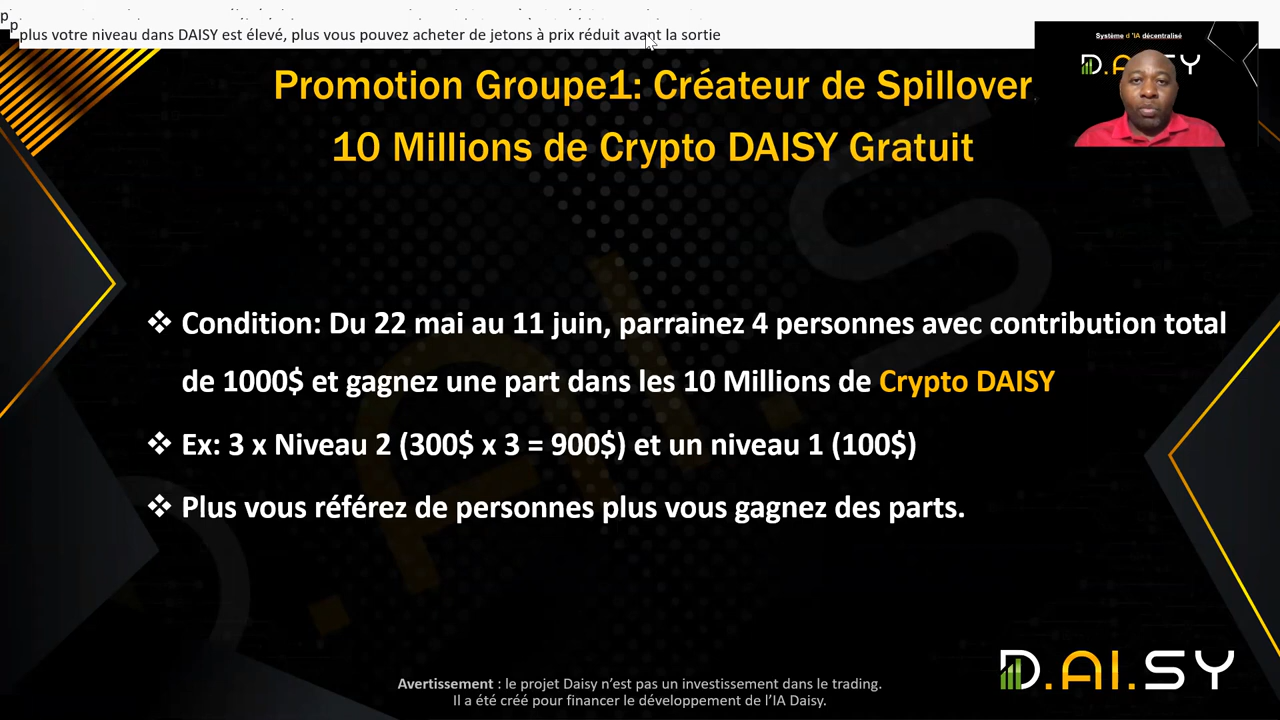 plus votre niveau dans DAISY est élevé, plus vous pouvez acheter de jetons à prix réduit avant la sortie
Système d'IA décentralisé
Promotion Groupe1: Créateur de Spillover
10 Millions de Crypto DAISY Gratuit
❖ Condition: Du 22 mai au 11 juin, parrainez 4 personnes avec contribution total
de 1000$ et gagnez une part dans les 10 Millions de Crypto DAISY
❖ Ex: 3 x Niveau 2 (300$ x 3 = 900$) et un niveau 1 (100$)
❖ Plus vous référez de personnes plus vous gagnez des parts.
D.AI.SY
Avertissement : le projet Daisy n'est pas un investissement dans le trading.
Il a été créé pour financer le développement de l'IA Daisy.